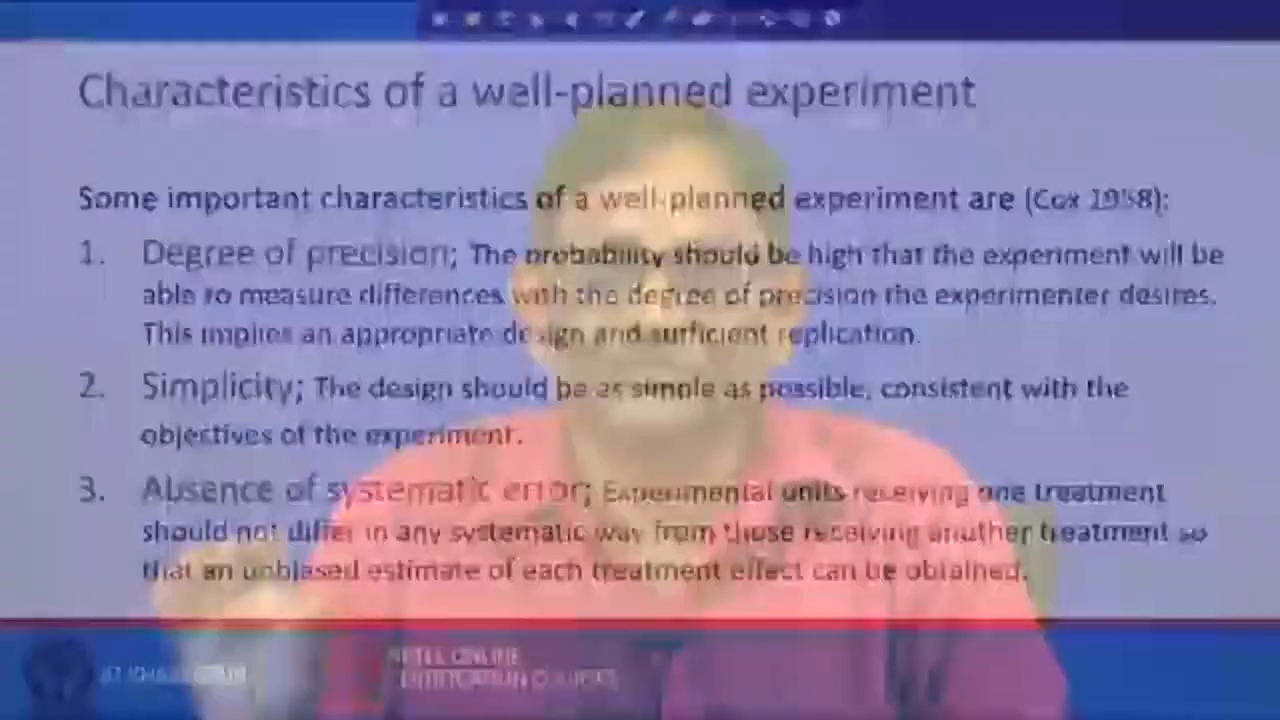 Characteristics of a well-planned experiment
Some important characteristics of a well-planned experiment are (Cox 1958):
1. Degree of precision; The probability should be high that the experiment will be
able to measure differences with the degree of precision the experimenter desires.
This implies an appropriate design and sufficient replication.
2. Simplicity; The design should be as simple as possible, consistent with the
objectives of the experiment.
3. Absence of systematic error; Experimental units receiving one treatment
should not differ in any systematic way from those receiving another treatment so
that an unbiased estimate of each treatment effect can be obtained.
IIT KHARAGPUR
NPTEL ONLINE
CERTIFICATION COURSES